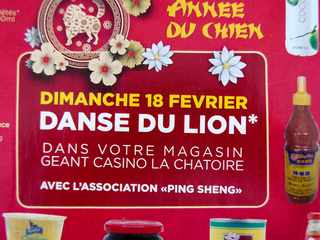 ANNÉE
DU CHIEN
DIMANCHE 18 FEVRIER
DANSE DU LION*
DANS VOTRE MAGASIN
GEANT CASINO LA CHATOIRE
AVEC L'ASSOCIATION «PING SHENG»